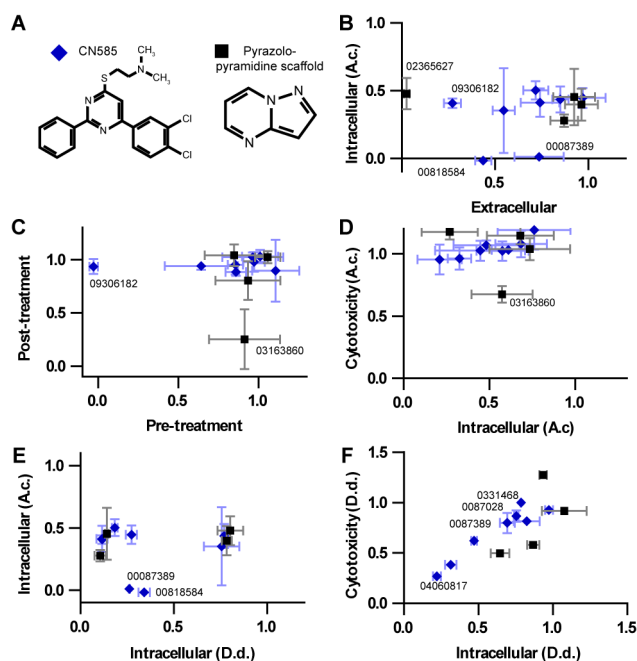 A
CN585
Pyrazolo-
pyramidine scaffold
CH3
N
CH3
S
N
N
Cl
Cl
N
N
N
B
Intracellular (A.c.)
1.0
0.5
0.0
02365627
09306182
00818584
00087389
0.5
1.0
Extracellular
C
Post-treatment
1.0
0.5
0.0
09306182
03163860
0.0
0.5
1.0
Pre-treatment
D
Cytotoxicity (A.c.)
1.0
0.5
0.0
03163860
0.0
0.5
1.0
Intracellular (A.c)
E
Intracellular (A.c.)
1.0
0.5
0.0
00087389
00818584
0.0
0.5
1.0
Intracellular (D.d.)
F
Cytotoxicity (D.d.)
1.5
1.0
0.5
0.0
0331468
0087028
0087389
04060817
0.0
0.5
1.0
1.5
Intracellular (D.d.)